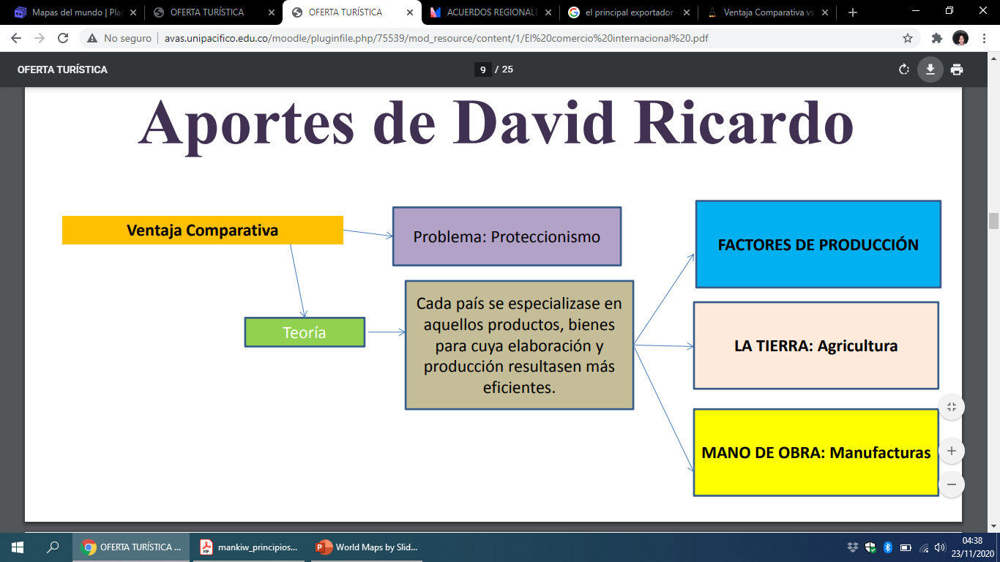 Mapas del mundo | Pla
OFERTA TURÍSTICA
OFERTA TURÍSTICA
ACUERDOS REGIONALE
el principal exportador
Ventaja Comparativa vs
No seguro
avas.unipacifico.edu.co/moodle/pluginfile.php/75539/mod_resource/content/1/El%20comercio%20internacional%20.pdf
OFERTA TURÍSTICA
9 / 25
Aportes de David Ricardo
Ventaja Comparativa
Problema: Proteccionismo
Teoría
Cada país se especializase en
aquellos productos, bienes
para cuya elaboración y
producción resultasen más
eficientes.
FACTORES DE PRODUCCIÓN
LA TIERRA: Agricultura
MANO DE OBRA: Manufacturas
OFERTA TURÍSTICA ...
mankiw_principios...
World Maps by Slid...
04:38
23/11/2020